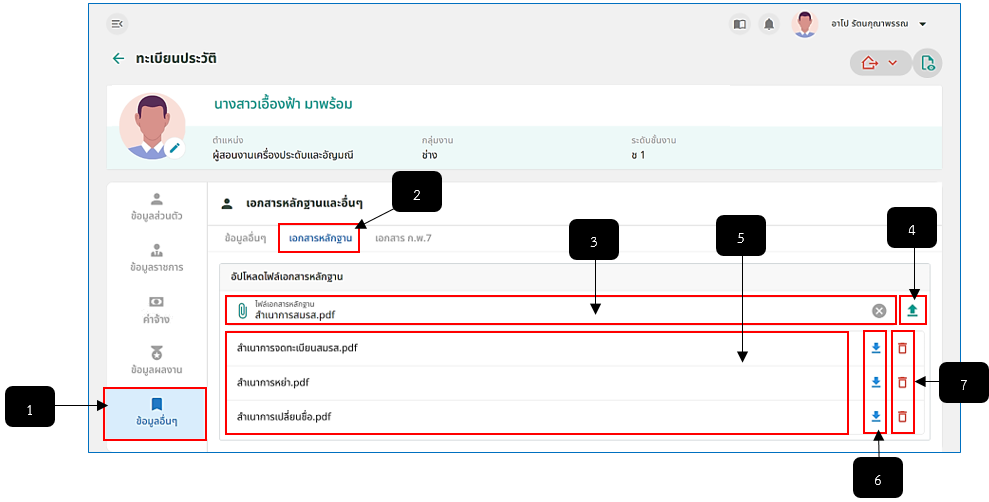 อาโป รัตนกุณาพรรณ
ทะเบียนประวัติ
นางสาวเอื้องฟ้า มาพร้อม
ตำแหน่ง กลุ่มงาน ระดับชั้นงาน
ผู้สอนงานเครื่องประดับและอัญมณี ช่าง ช 1
2
ข้อมูลส่วนตัว
เอกสารหลักฐานและอื่นๆ
4
3
5
ข้อมูลอื่นๆ เอกสารหลักฐาน เอกสาร ก.พ.7
ข้อมูลราชการ
อัปโหลดไฟล์เอกสารหลักฐาน
ไฟล์เอกสารหลักฐาน
สำเนาการสมรส.pdf
ค่าจ้าง
สำเนาการจดทะเบียนสมรส.pdf
ข้อมูลผลงาน
สำเนาการหย่า.pdf
7
1
ข้อมูลอื่นๆ
สำเนาการเปลี่ยนชื่อ.pdf
6